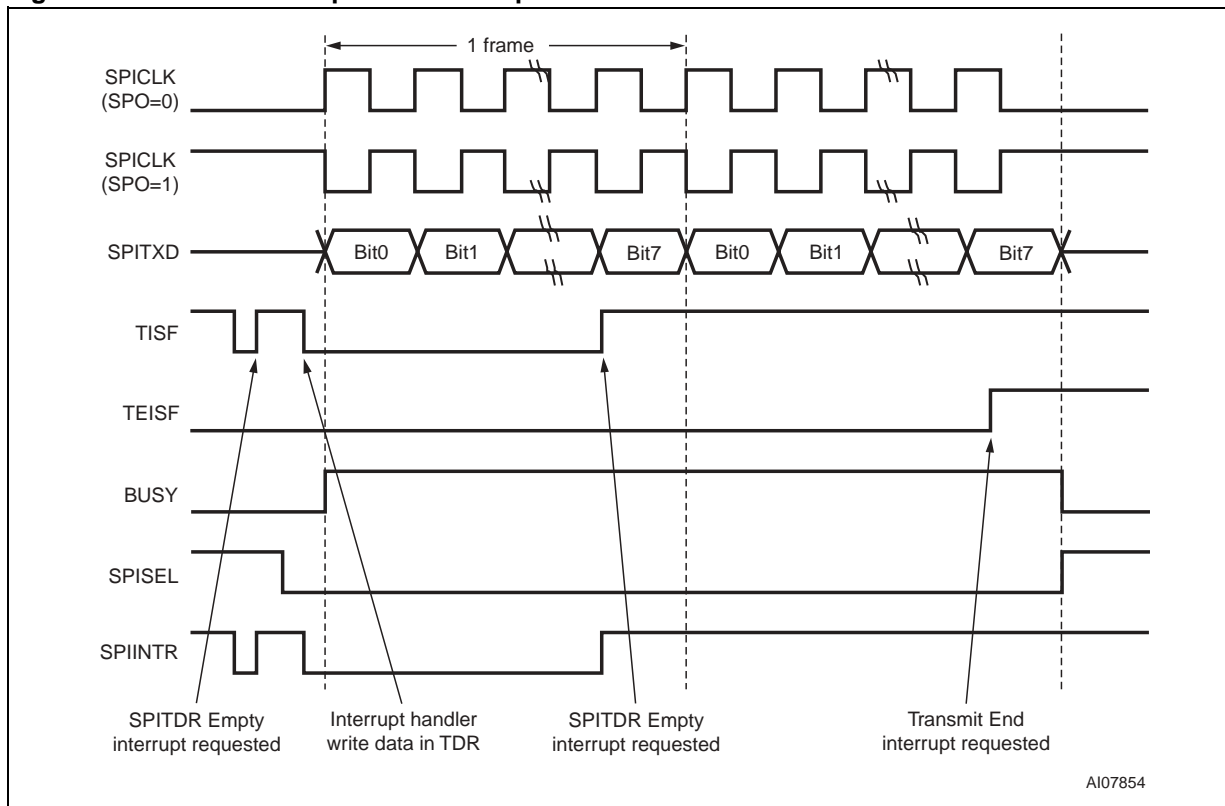 1 frame
SPICLK
(SPO=0)
SPICLK
(SPO=1)
SPITXD
Bit0
Bit1
Bit7
Bit0
Bit1
Bit7
TISF
TEISF
BUSY
SPISEL
SPIINTR
SPITDR Empty
interrupt requested
Interrupt handler
write data in TDR
SPITDR Empty
interrupt requested
Transmit End
interrupt requested
AI07854